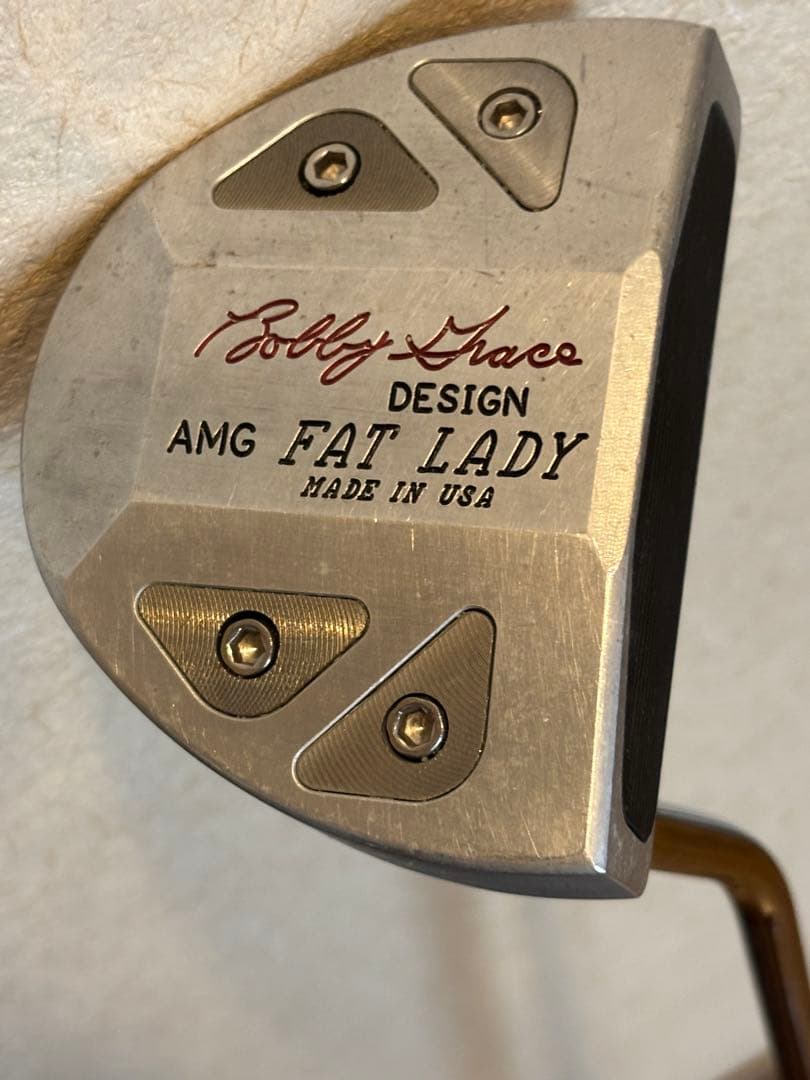 Bobby Grace
DESIGN
AMG FAT LADY
MADE IN USA